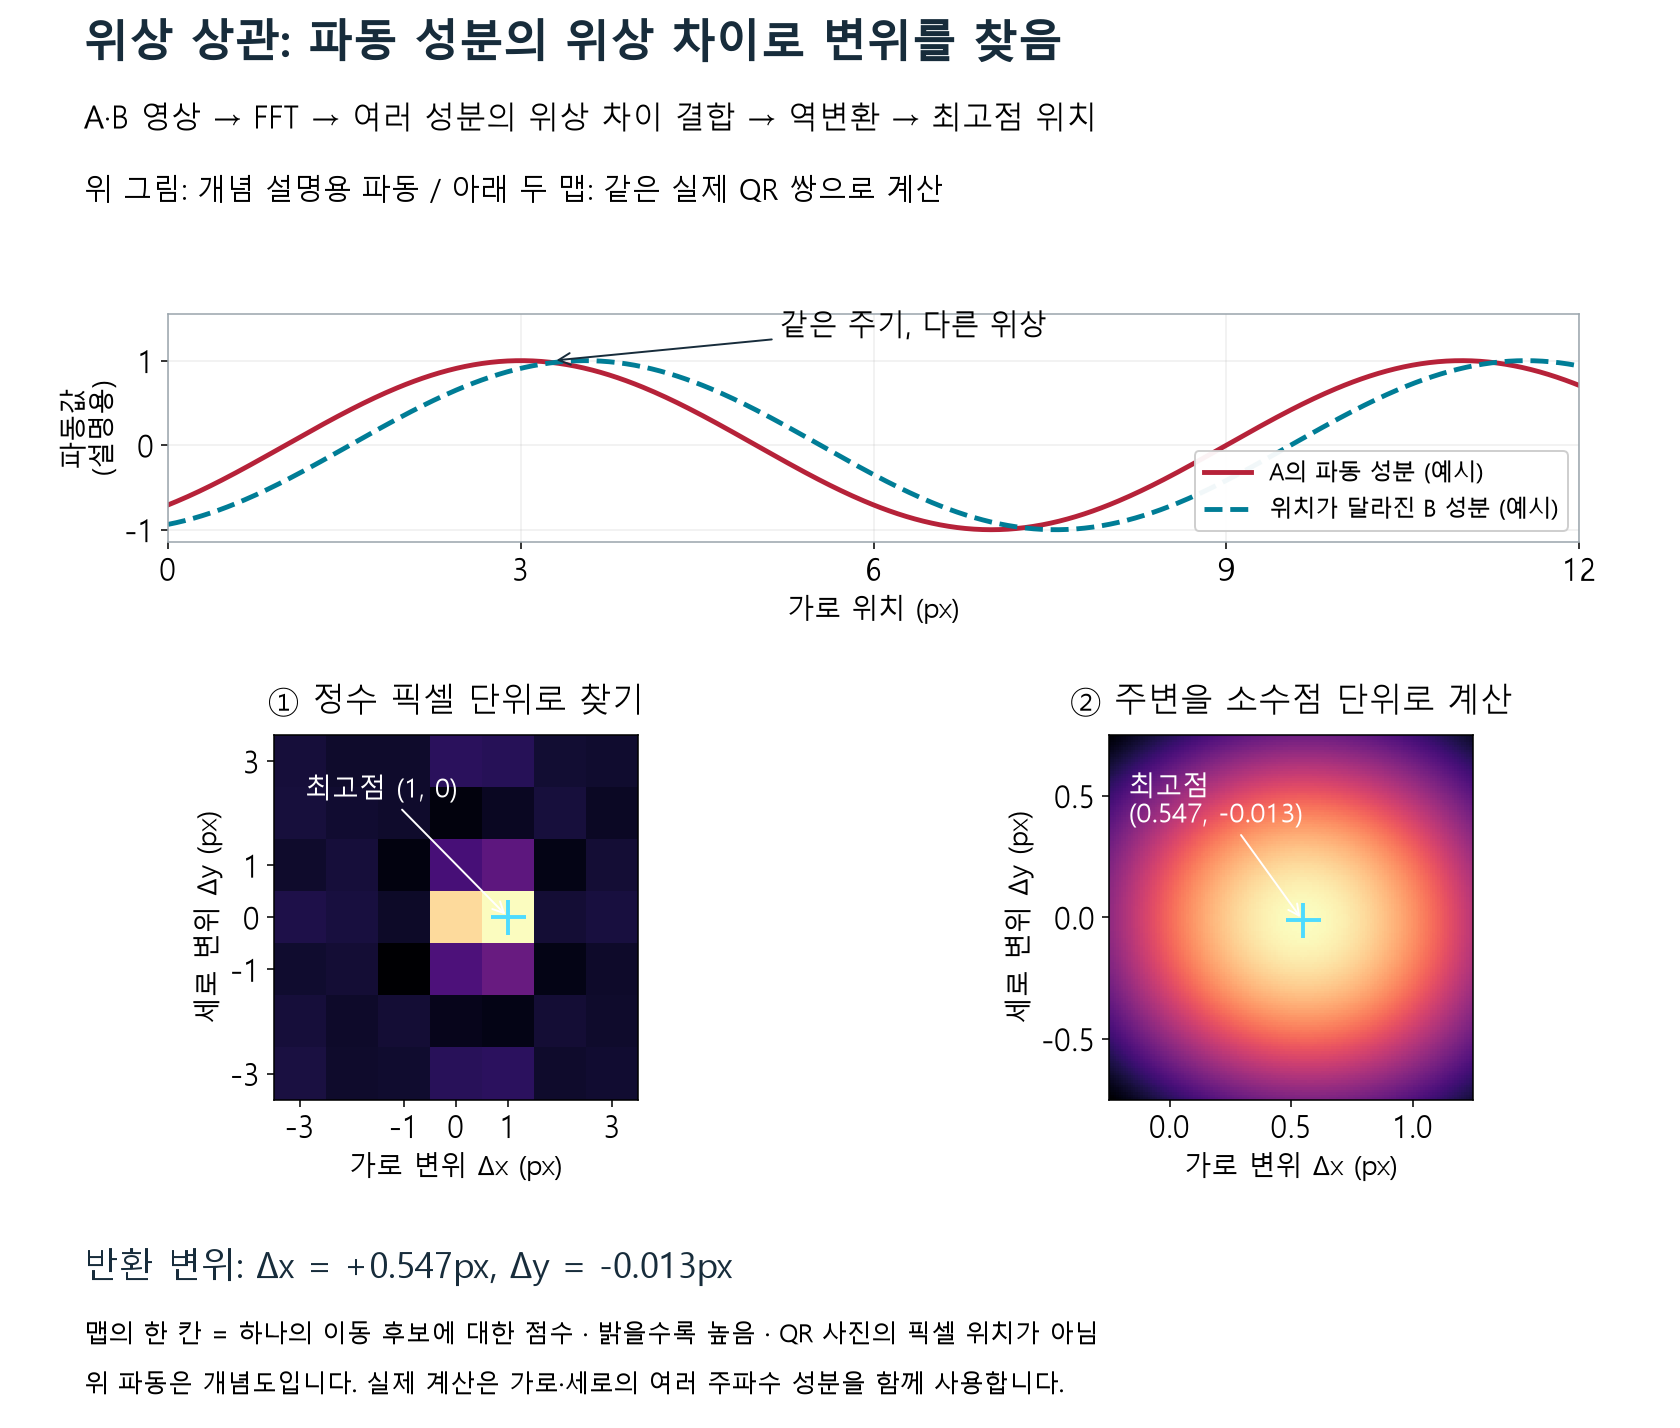 위상 상관: 파동 성분의 위상 차이로 변위를 찾음
A·B 영상 → FFT → 여러 성분의 위상 차이 결합 → 역변환 → 최고점 위치
위 그림: 개념 설명용 파동 / 아래 두 맵: 같은 실제 QR 쌍으로 계산
같은 주기, 다른 위상
파동값
(설명용)
1
0
-1
A의 파동 성분 (예시)
위치가 달라진 B 성분 (예시)
0 3 6 9 12
가로 위치 (px)
① 정수 픽셀 단위로 찾기
최고점 (1, 0)
세로 변위 Δy (px)
3
1
0
-1
-3
-3 -1 0 1 3
가로 변위 Δx (px)
② 주변을 소수점 단위로 계산
최고점
(0.547, -0.013)
세로 변위 Δy (px)
0.5
0.0
-0.5
0.0 0.5 1.0
가로 변위 Δx (px)
반환 변위: Δx = +0.547px, Δy = -0.013px
맵의 한 칸 = 하나의 이동 후보에 대한 점수 · 밝을수록 높음 · QR 사진의 픽셀 위치가 아님
위 파동은 개념도입니다. 실제 계산은 가로·세로의 여러 주파수 성분을 함께 사용합니다.